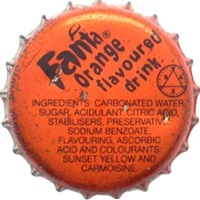 Fanta®
Orange
flavoured
drink.
INGREDIENTS: CARBONATED WATER,
SUGAR, ACIDULANT CITRIC ACID,
STABILISERS, PRESERVATIVE
SODIUM BENZOATE,
FLAVOURING, ASCORBIC
ACID AND COLOURANTS:
SUNSET YELLOW AND
CARMOISINE.